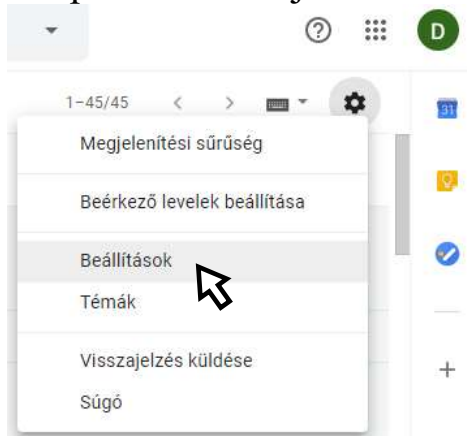 D
1–45/45
31
Megjelenítési sűrűség
Beérkező levelek beállítása
Beállítások
Témák
Visszajelzés küldése
Súgó